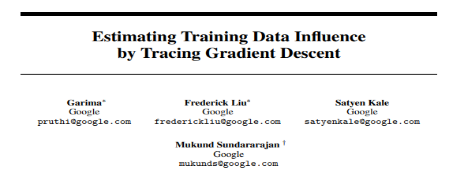 Estimating Training Data Influence
by Tracing Gradient Descent
Garima* Frederick Liu* Satyen Kale
Google Google Google
pruthi@google.com frederickliu@google.com satyenkale@google.com
Mukund Sundararajan †
Google
mukunds@google.com